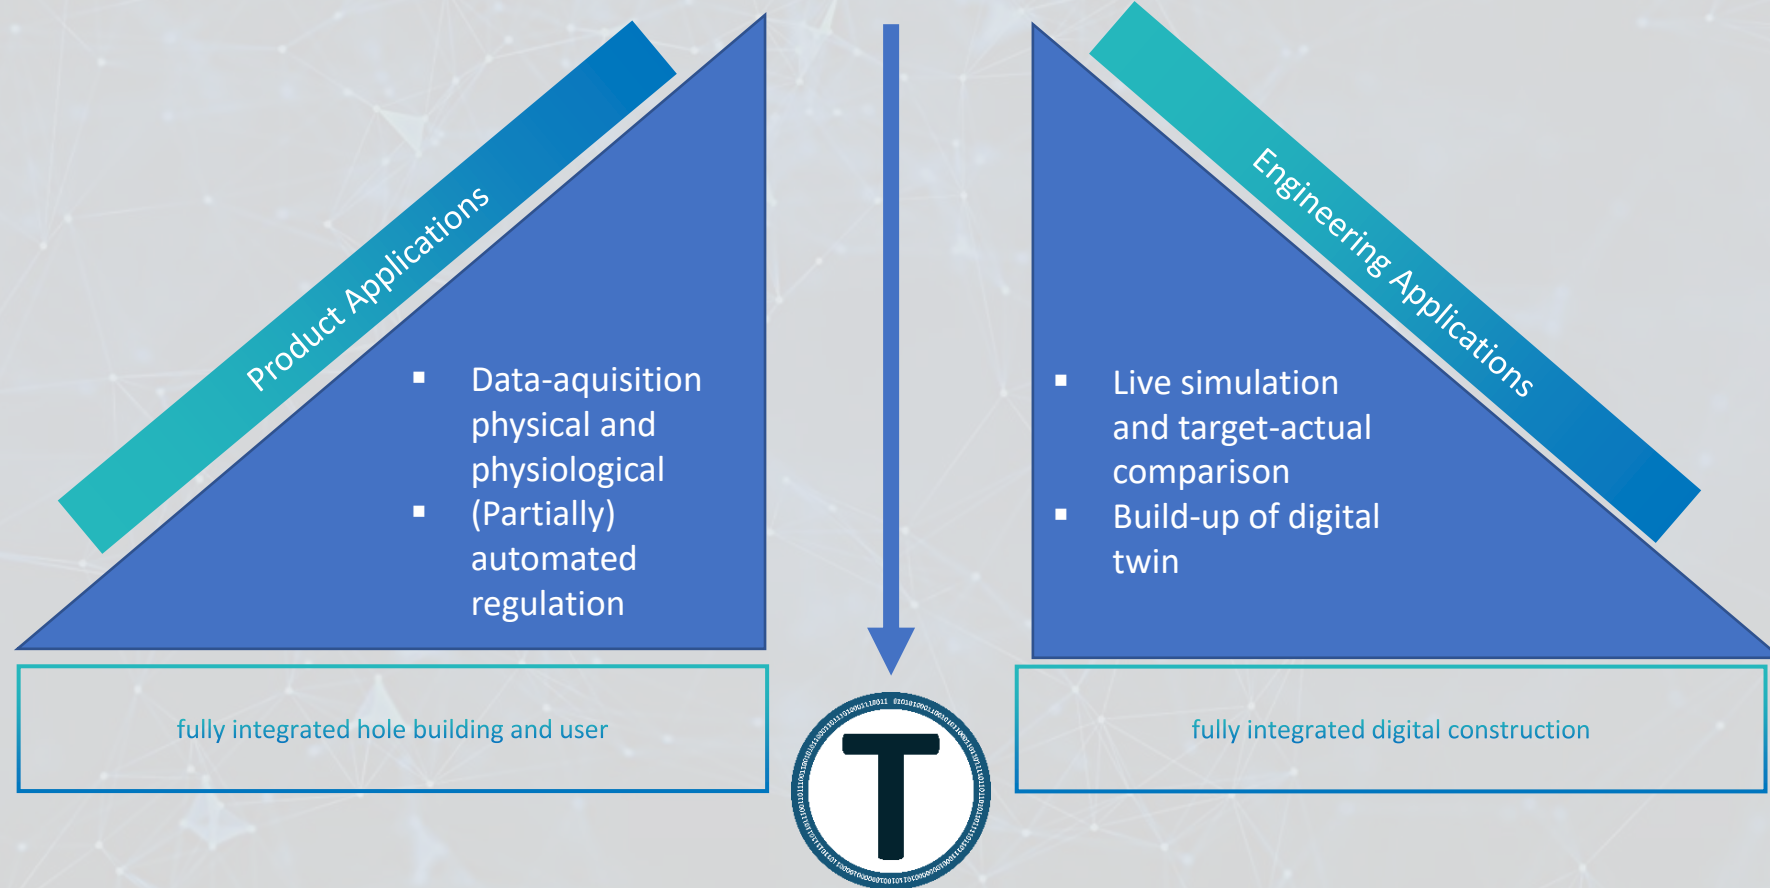 Product Applications
Data-aquisition
physical and
physiological
(Partially)
automated
regulation
fully integrated hole building and user
Engineering Applications
Live simulation
and target-actual
comparison
Build-up of digital
twin
fully integrated digital construction
T